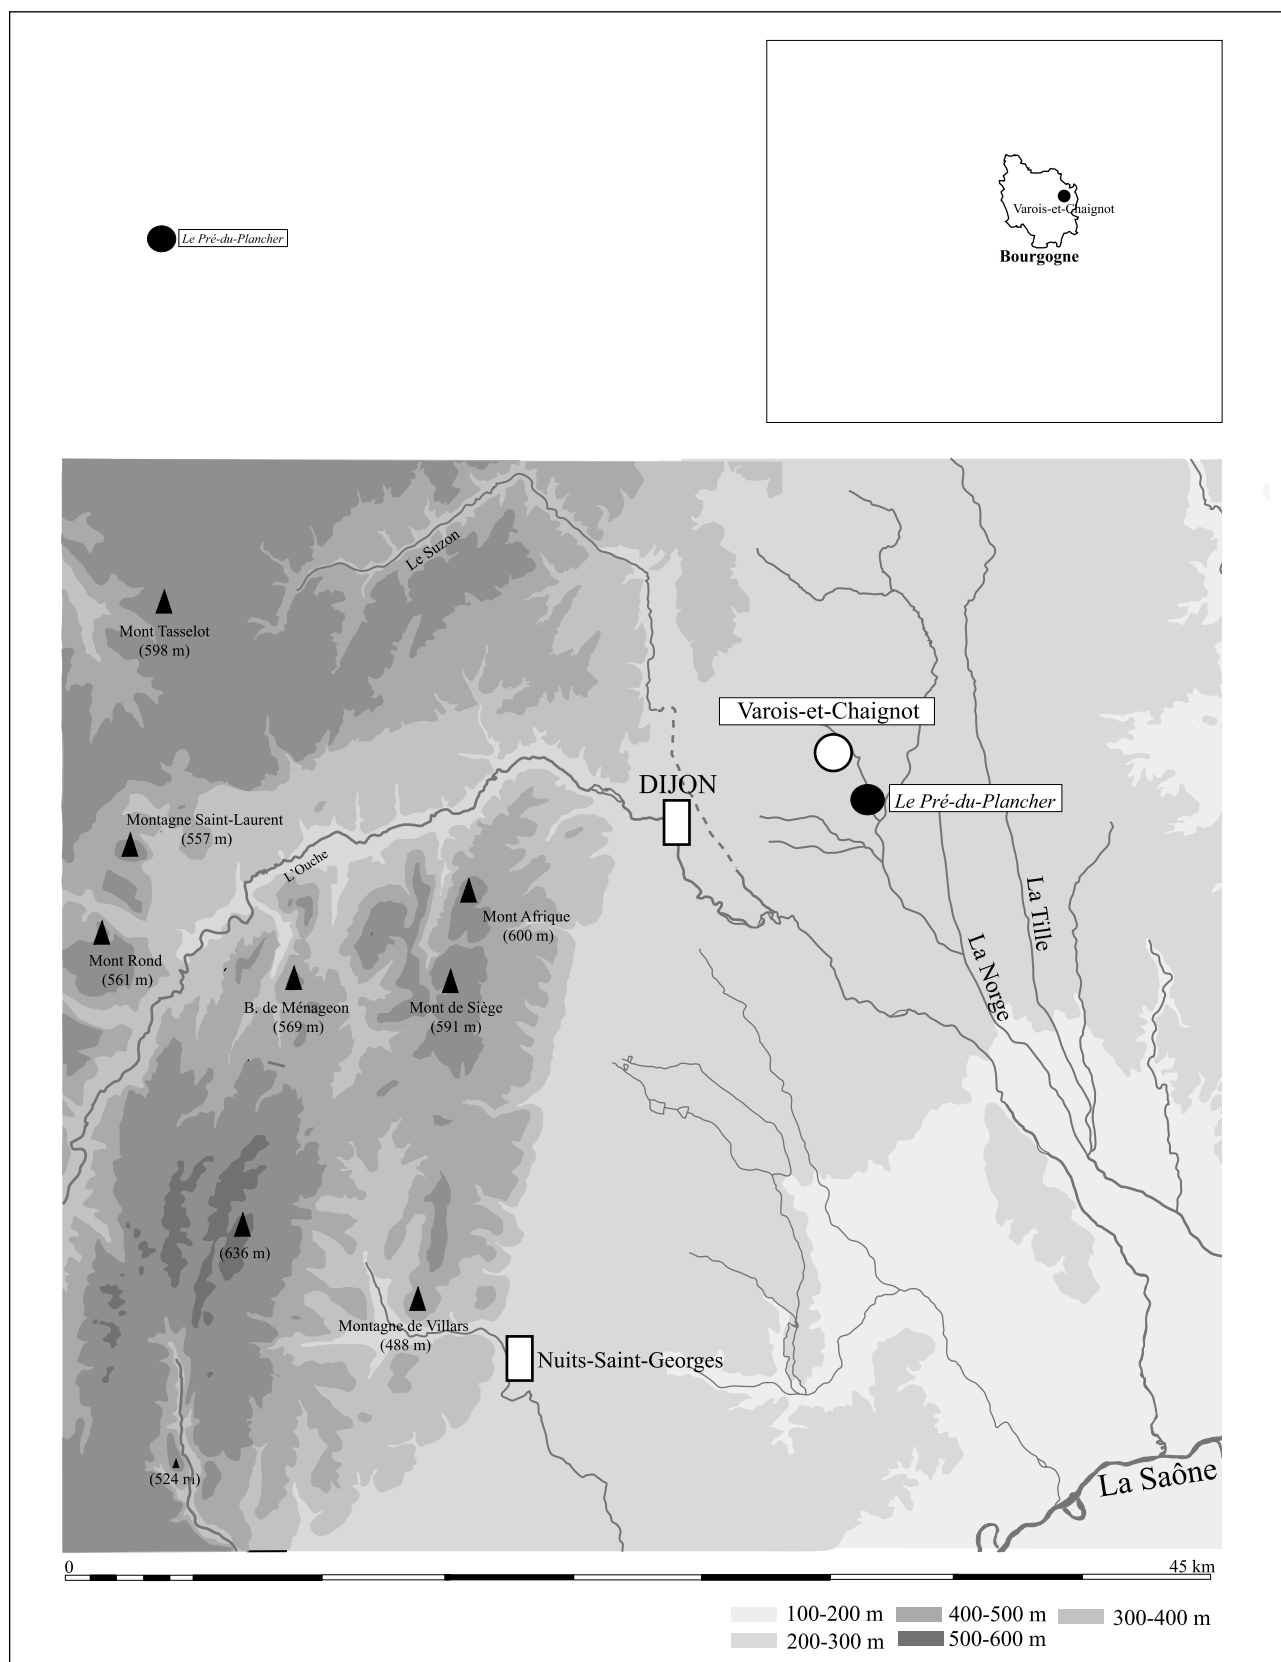 Varois-et-Chaignot
Le Pré-du-Plancher
Bourgogne
Le Suzon
Mont Tasselot
(598 m)
Varois-et-Chaignot
DIJON
Le Pré-du-Plancher
Montagne Saint-Laurent
(557 m)
L'Ouche
Mont Afrique
(600 m)
La Tille
La Norge
Mont Rond
(561 m)
B. de Ménageon
(569 m)
Mont de Siège
(591 m)
(636 m)
Montagne de Villars
(488 m)
Nuits-Saint-Georges
(524 m)
La Saône
0
45 km
100-200 m
400-500 m
300-400 m
200-300 m
500-600 m